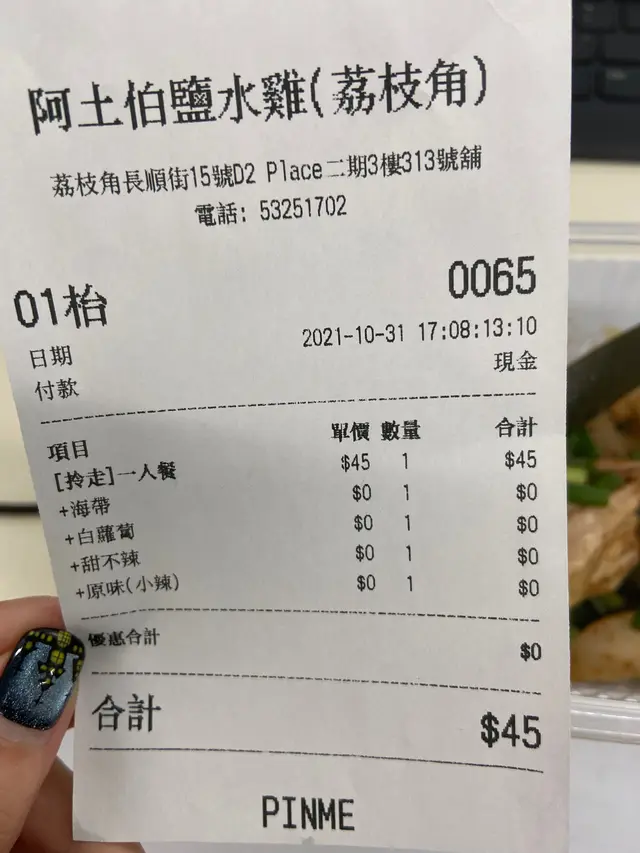 阿土伯鹽水雞(荔枝角)
荔枝角長順街15號D2 Place二期3樓313號舖
電話: 53251702
01枱 0065
日期 2021-10-31 17:08:13:10
付款 現金
項目 單價 數量 合計
[拎走]一人餐 $45 1 $45
+海帶 $0 1 $0
+白蘿蔔 $0 1 $0
+甜不辣 $0 1 $0
+原味(小辣) $0 1 $0
優惠合計 $0
合計 $45
PINME